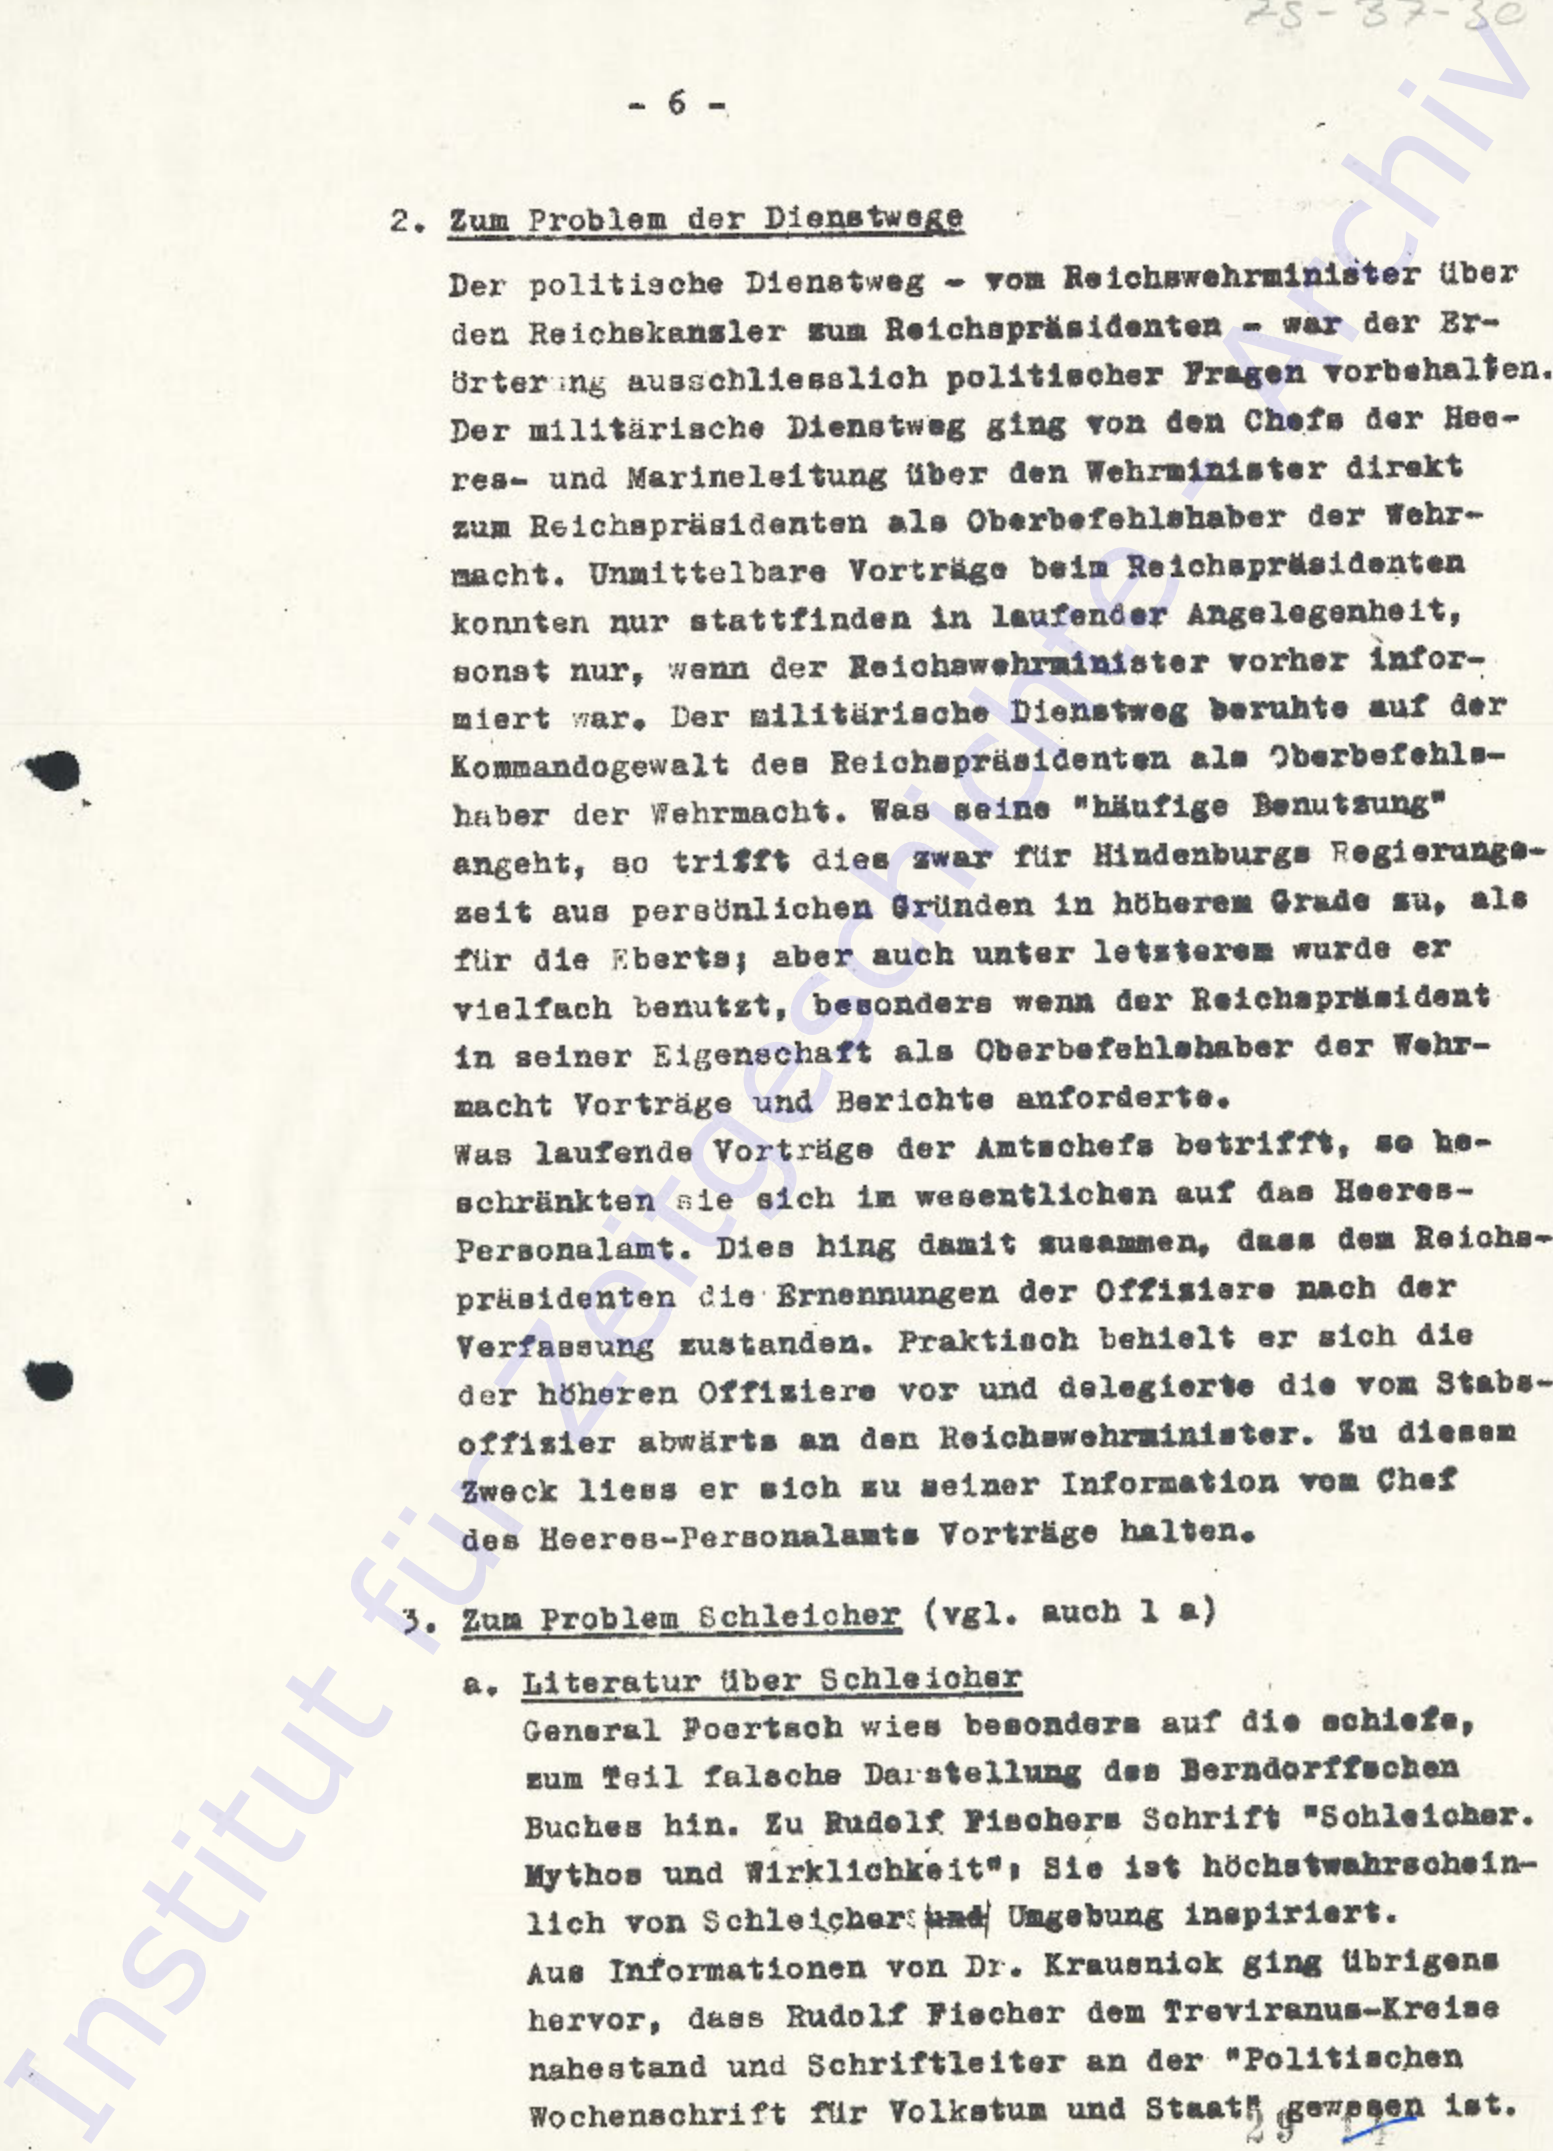 ZS-37-30
- 6 -
2. Zum Problem der Dienstwege
Der politische Dienstweg - vom Reichswehrminister über
den Reichskanzler zum Reichspräsidenten - war der Er-
örterung ausschliesslich politischer Fragen vorbehalten.
Der militärische Dienstweg ging von den Chefs der Hee-
res- und Marineleitung über den Wehrminister direkt
zum Reichspräsidenten als Oberbefehlshaber der Wehr-
macht. Unmittelbare Vorträge beim Reichspräsidenten
konnten nur stattfinden in laufender Angelegenheit,
sonst nur, wenn der Reichswehrminister vorher infor-
miert war. Der militärische Dienstweg beruhte auf der
Kommandogewalt des Reichspräsidenten als Oberbefehls-
haber der Wehrmacht. Was seine "häufige Benutzung"
angeht, so trifft dies zwar für Hindenburgs Regierungs-
zeit aus persönlichen Gründen in höherem Grade zu, als
für die Eberts; aber auch unter letzterem wurde er
vielfach benutzt, besonders wenn der Reichspräsident
in seiner Eigenschaft als Oberbefehlshaber der Wehr-
macht Vorträge und Berichte anforderte.
Was laufende Vorträge der Amtschefs betrifft, so be-
schränkten sie sich im wesentlichen auf das Heeres-
Personalamt. Dies hing damit zusammen, dass dem Reichs-
präsidenten die Ernennungen der Offiziere nach der
Verfassung zustanden. Praktisch behielt er sich die
der höheren Offiziere vor und delegierte die vom Stabs-
offizier abwärts an den Reichswehrminister. Zu diesem
Zweck liess er sich zu seiner Information vom Chef
des Heeres-Personalamts Vorträge halten.
3. Zum Problem Schleicher (vgl. auch 1 a)
a. Literatur über Schleicher
General Foertsch wies besonders auf die schiefe,
zum Teil falsche Darstellung des Berndorffschen
Buches hin. Zu Rudolf Fischers Schrift "Schleicher.
Mythos und Wirklichkeit": Sie ist höchstwahrschein-
lich von Schleichers und Umgebung inspiriert.
Aus Informationen von Dr. Krausnick ging übrigens
hervor, dass Rudolf Fischer dem Treviranus-Kreise
nahestand und Schriftleiter an der "Politischen
Wochenschrift für Volkstum und Staat" gewesen ist.
29 14
Institut für Zeitgeschichte - Archiv